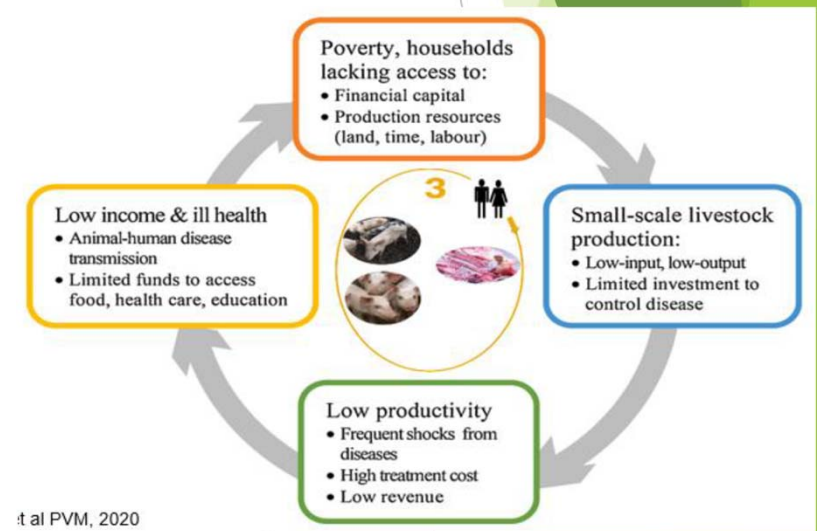 Poverty, households
lacking access to:
• Financial capital
• Production resources
(land, time, labour)
3
Low income & ill health
• Animal-human disease
transmission
• Limited funds to access
food, health care, education
Small-scale livestock
production:
• Low-input, low-output
• Limited investment to
control disease
Low productivity
• Frequent shocks from
diseases
• High treatment cost
• Low revenue
et al PVM, 2020